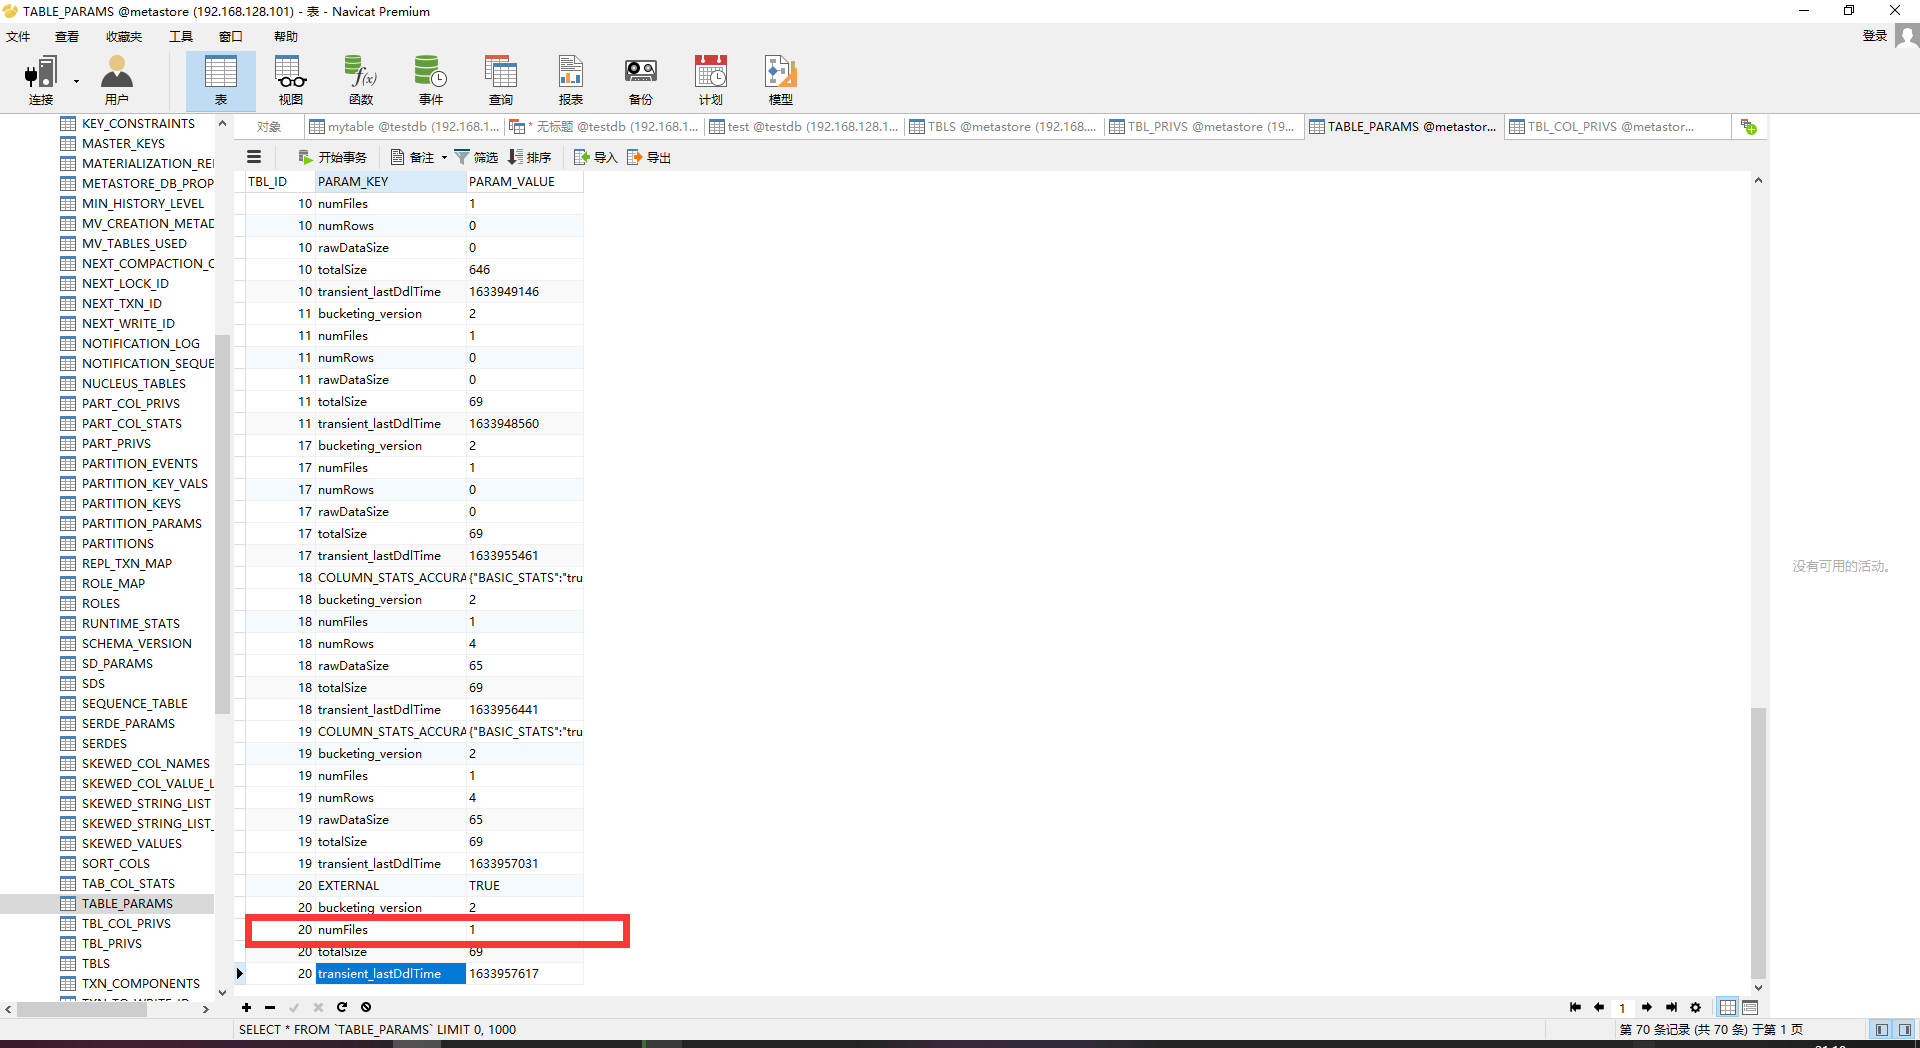 TABLE_PARAMS @metastore (192.168.128.101) - 表 - Navicat Premium
文件 查看 收藏夹 工具 窗口 帮助 登录
连接 用户 表 视图 函数 事件 查询 报表 备份 计划 模型
对象 mytable @testdb (192.168.1... * 无标题 @testdb (192.168.1... test @testdb (192.168.128.1... TBLS @metastore (192.168.... TBL_PRIVS @metastore (19... TABLE_PARAMS @metastor... TBL_COL_PRIVS @metastor...
开始事务 备注 筛选 排序 导入 导出
KEY_CONSTRAINTS
MASTER_KEYS
MATERIALIZATION_REI
METASTORE_DB_PROP
MIN_HISTORY_LEVEL
MV_CREATION_METAD
MV_TABLES_USED
NEXT_COMPACTION_C
NEXT_LOCK_ID
NEXT_TXN_ID
NEXT_WRITE_ID
NOTIFICATION_LOG
NOTIFICATION_SEQUE
NUCLEUS_TABLES
PART_COL_PRIVS
PART_COL_STATS
PART_PRIVS
PARTITION_EVENTS
PARTITION_KEY_VALS
PARTITION_KEYS
PARTITION_PARAMS
PARTITIONS
REPL_TXN_MAP
ROLE_MAP
ROLES
RUNTIME_STATS
SCHEMA_VERSION
SD_PARAMS
SDS
SEQUENCE_TABLE
SERDE_PARAMS
SERDES
SKEWED_COL_NAMES
SKEWED_COL_VALUE_L
SKEWED_STRING_LIST
SKEWED_STRING_LIST_
SKEWED_VALUES
SORT_COLS
TAB_COL_STATS
TABLE_PARAMS
TBL_COL_PRIVS
TBL_PRIVS
TBLS
TXN_COMPONENTS
TXN_TO_WRITE_ID
TBL_ID PARAM_KEY PARAM_VALUE
10 numFiles 1
10 numRows 0
10 rawDataSize 0
10 totalSize 646
10 transient_lastDdlTime 1633949146
11 bucketing_version 2
11 numFiles 1
11 numRows 0
11 rawDataSize 0
11 totalSize 69
11 transient_lastDdlTime 1633948560
17 bucketing_version 2
17 numFiles 1
17 numRows 0
17 rawDataSize 0
17 totalSize 69
17 transient_lastDdlTime 1633955461
18 COLUMN_STATS_ACCURA {"BASIC_STATS":"tru
18 bucketing_version 2
18 numFiles 1
18 numRows 4
18 rawDataSize 65
18 totalSize 69
18 transient_lastDdlTime 1633956441
19 COLUMN_STATS_ACCURA {"BASIC_STATS":"tru
19 bucketing_version 2
19 numFiles 1
19 numRows 4
19 rawDataSize 65
19 totalSize 69
19 transient_lastDdlTime 1633957031
20 EXTERNAL TRUE
20 bucketing_version 2
20 numFiles 1
20 totalSize 69
20 transient_lastDdlTime 1633957617
没有可用的活动。
1
SELECT * FROM `TABLE_PARAMS` LIMIT 0, 1000
第 70 条记录 (共 70 条) 于第 1 页